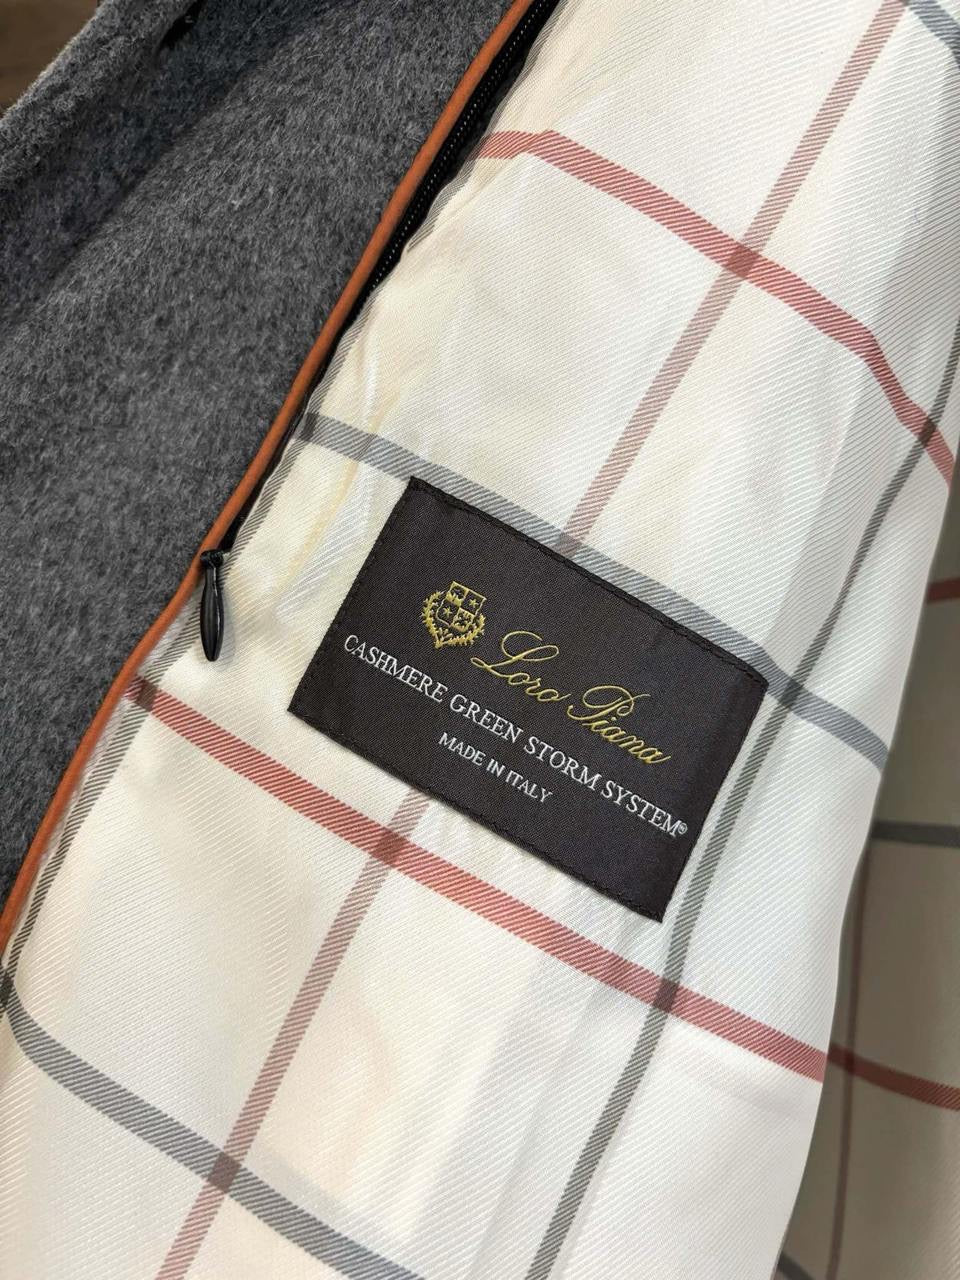 Loro Piana
CASHMERE GREEN STORM SYSTEM®
MADE IN ITALY